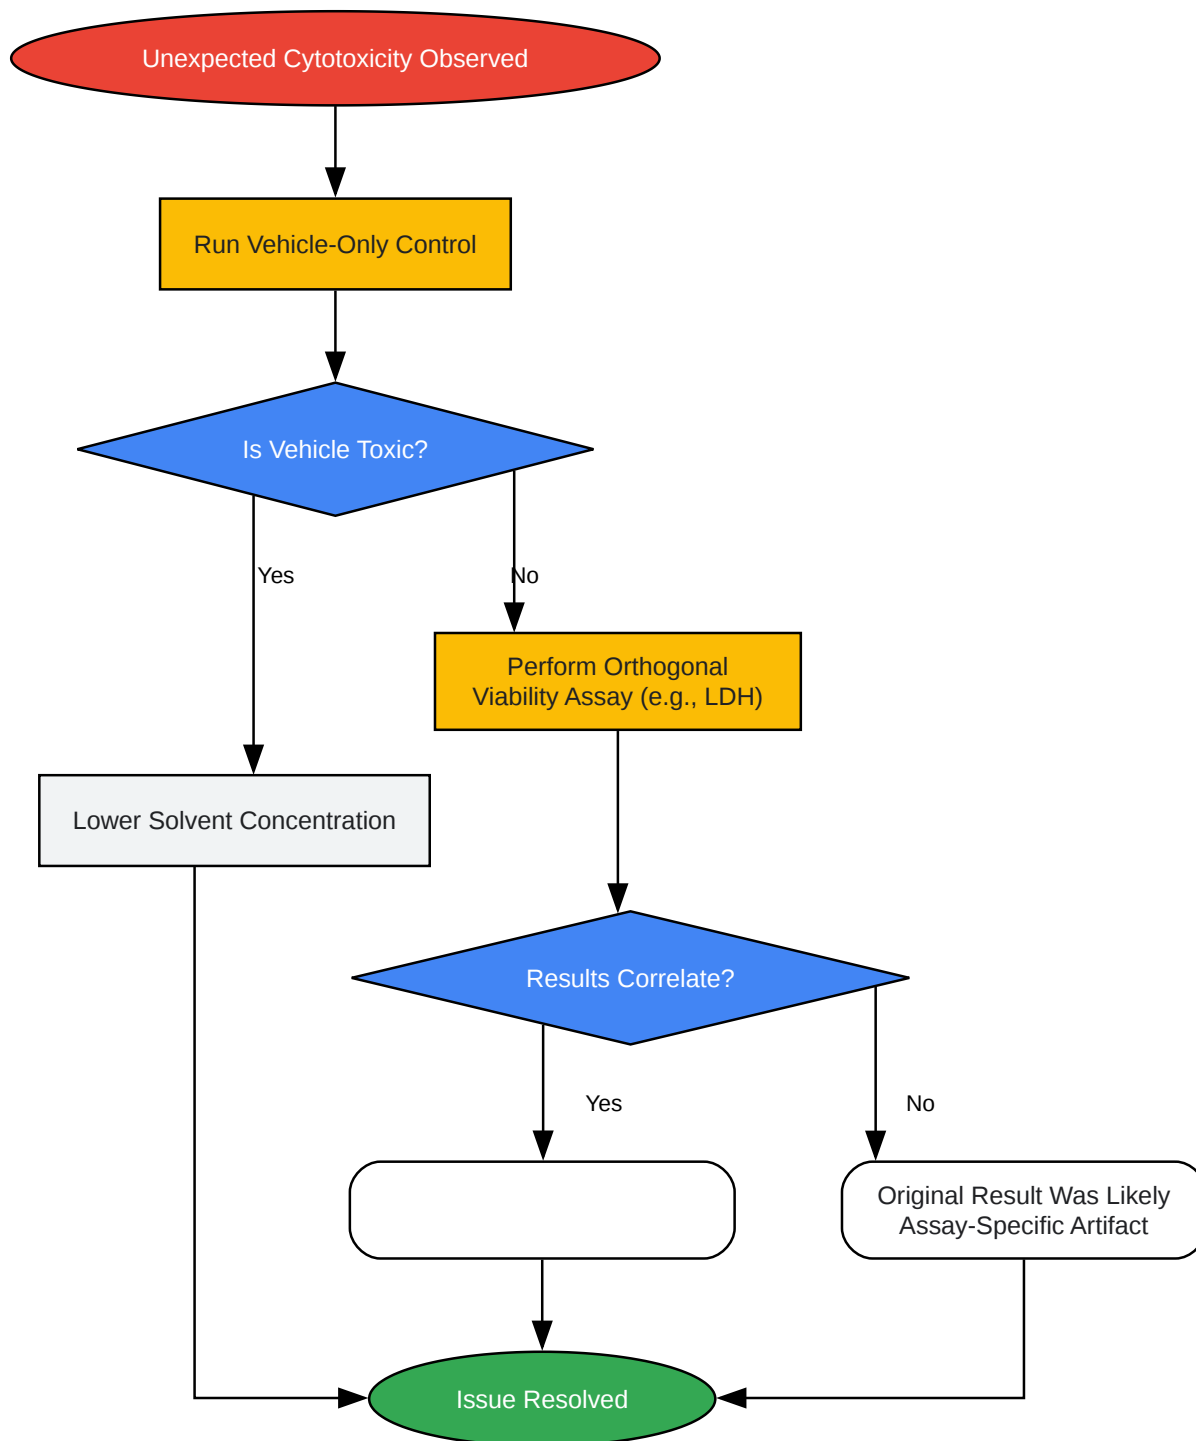 Unexpected Cytotoxicity Observed
Run Vehicle-Only Control
Is Vehicle Toxic?
Yes
No
Perform Orthogonal
Viability Assay (e.g., LDH)
Lower Solvent Concentration
Results Correlate?
Yes
No
Original Result Was Likely
Assay-Specific Artifact
Issue Resolved